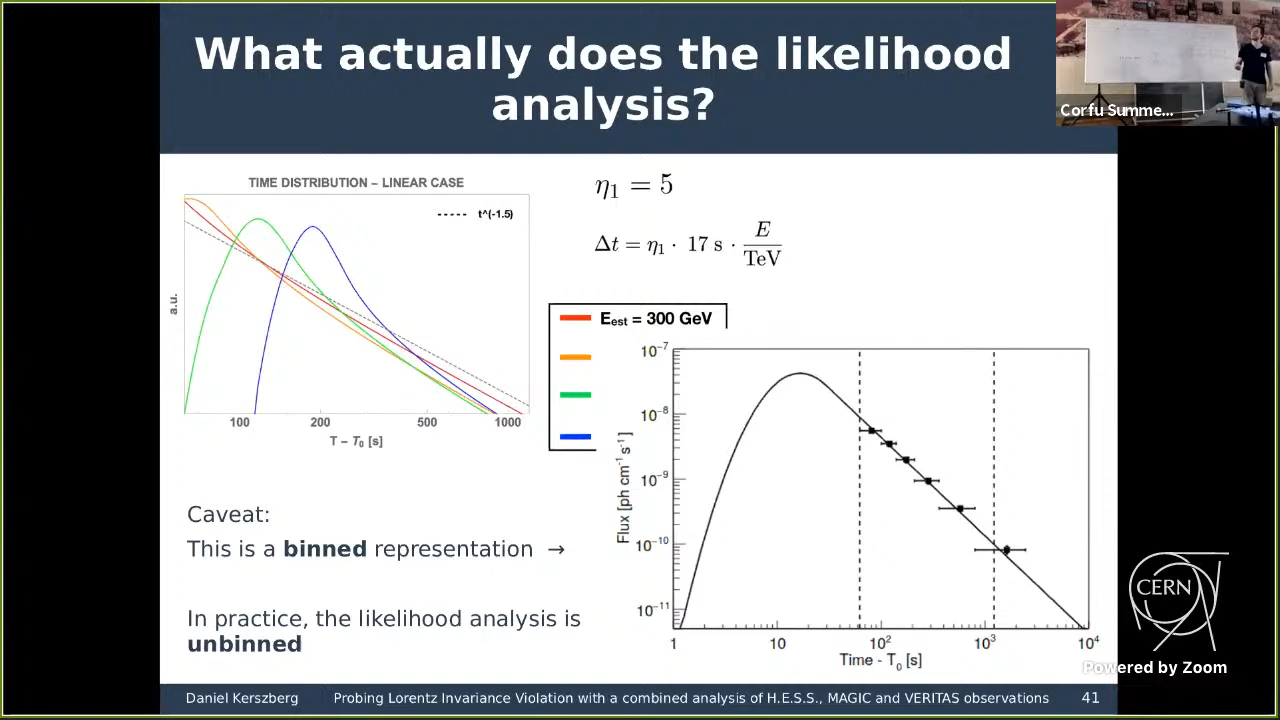 What actually does the likelihood
analysis?
Corfu Summe...
TIME DISTRIBUTION – LINEAR CASE
t^(-1.5)
a.u.
100 200 500 1000
T – T₀ [s]
η₁ = 5
Δt = η₁ · 17 s · E/TeV
Eest = 300 GeV
10⁻⁷
10⁻⁸
10⁻⁹
10⁻¹⁰
10⁻¹¹
Flux [ph cm⁻¹ s⁻¹]
1 10 10² 10³ 10⁴
Time - T₀ [s]
Caveat:
This is a binned representation →
In practice, the likelihood analysis is
unbinned
CERN
Powered by Zoom
Daniel Kerszberg Probing Lorentz Invariance Violation with a combined analysis of H.E.S.S., MAGIC and VERITAS observations 41